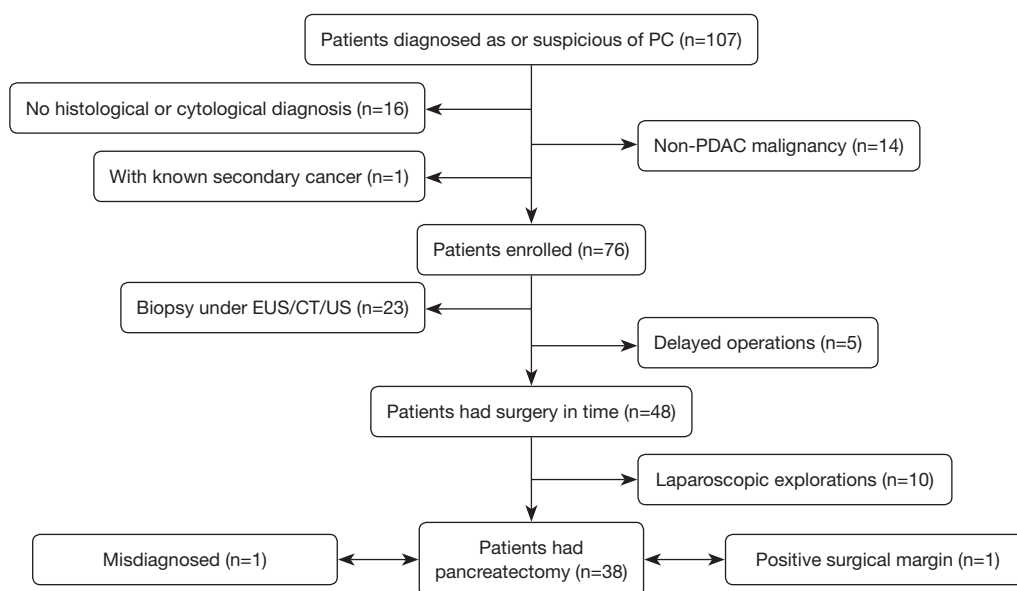 Patients diagnosed as or suspicious of PC (n=107)
No histological or cytological diagnosis (n=16)
Non-PDAC malignancy (n=14)
With known secondary cancer (n=1)
Patients enrolled (n=76)
Biopsy under EUS/CT/US (n=23)
Delayed operations (n=5)
Patients had surgery in time (n=48)
Laparoscopic explorations (n=10)
Misdiagnosed (n=1)
Patients had
pancreatectomy (n=38)
Positive surgical margin (n=1)